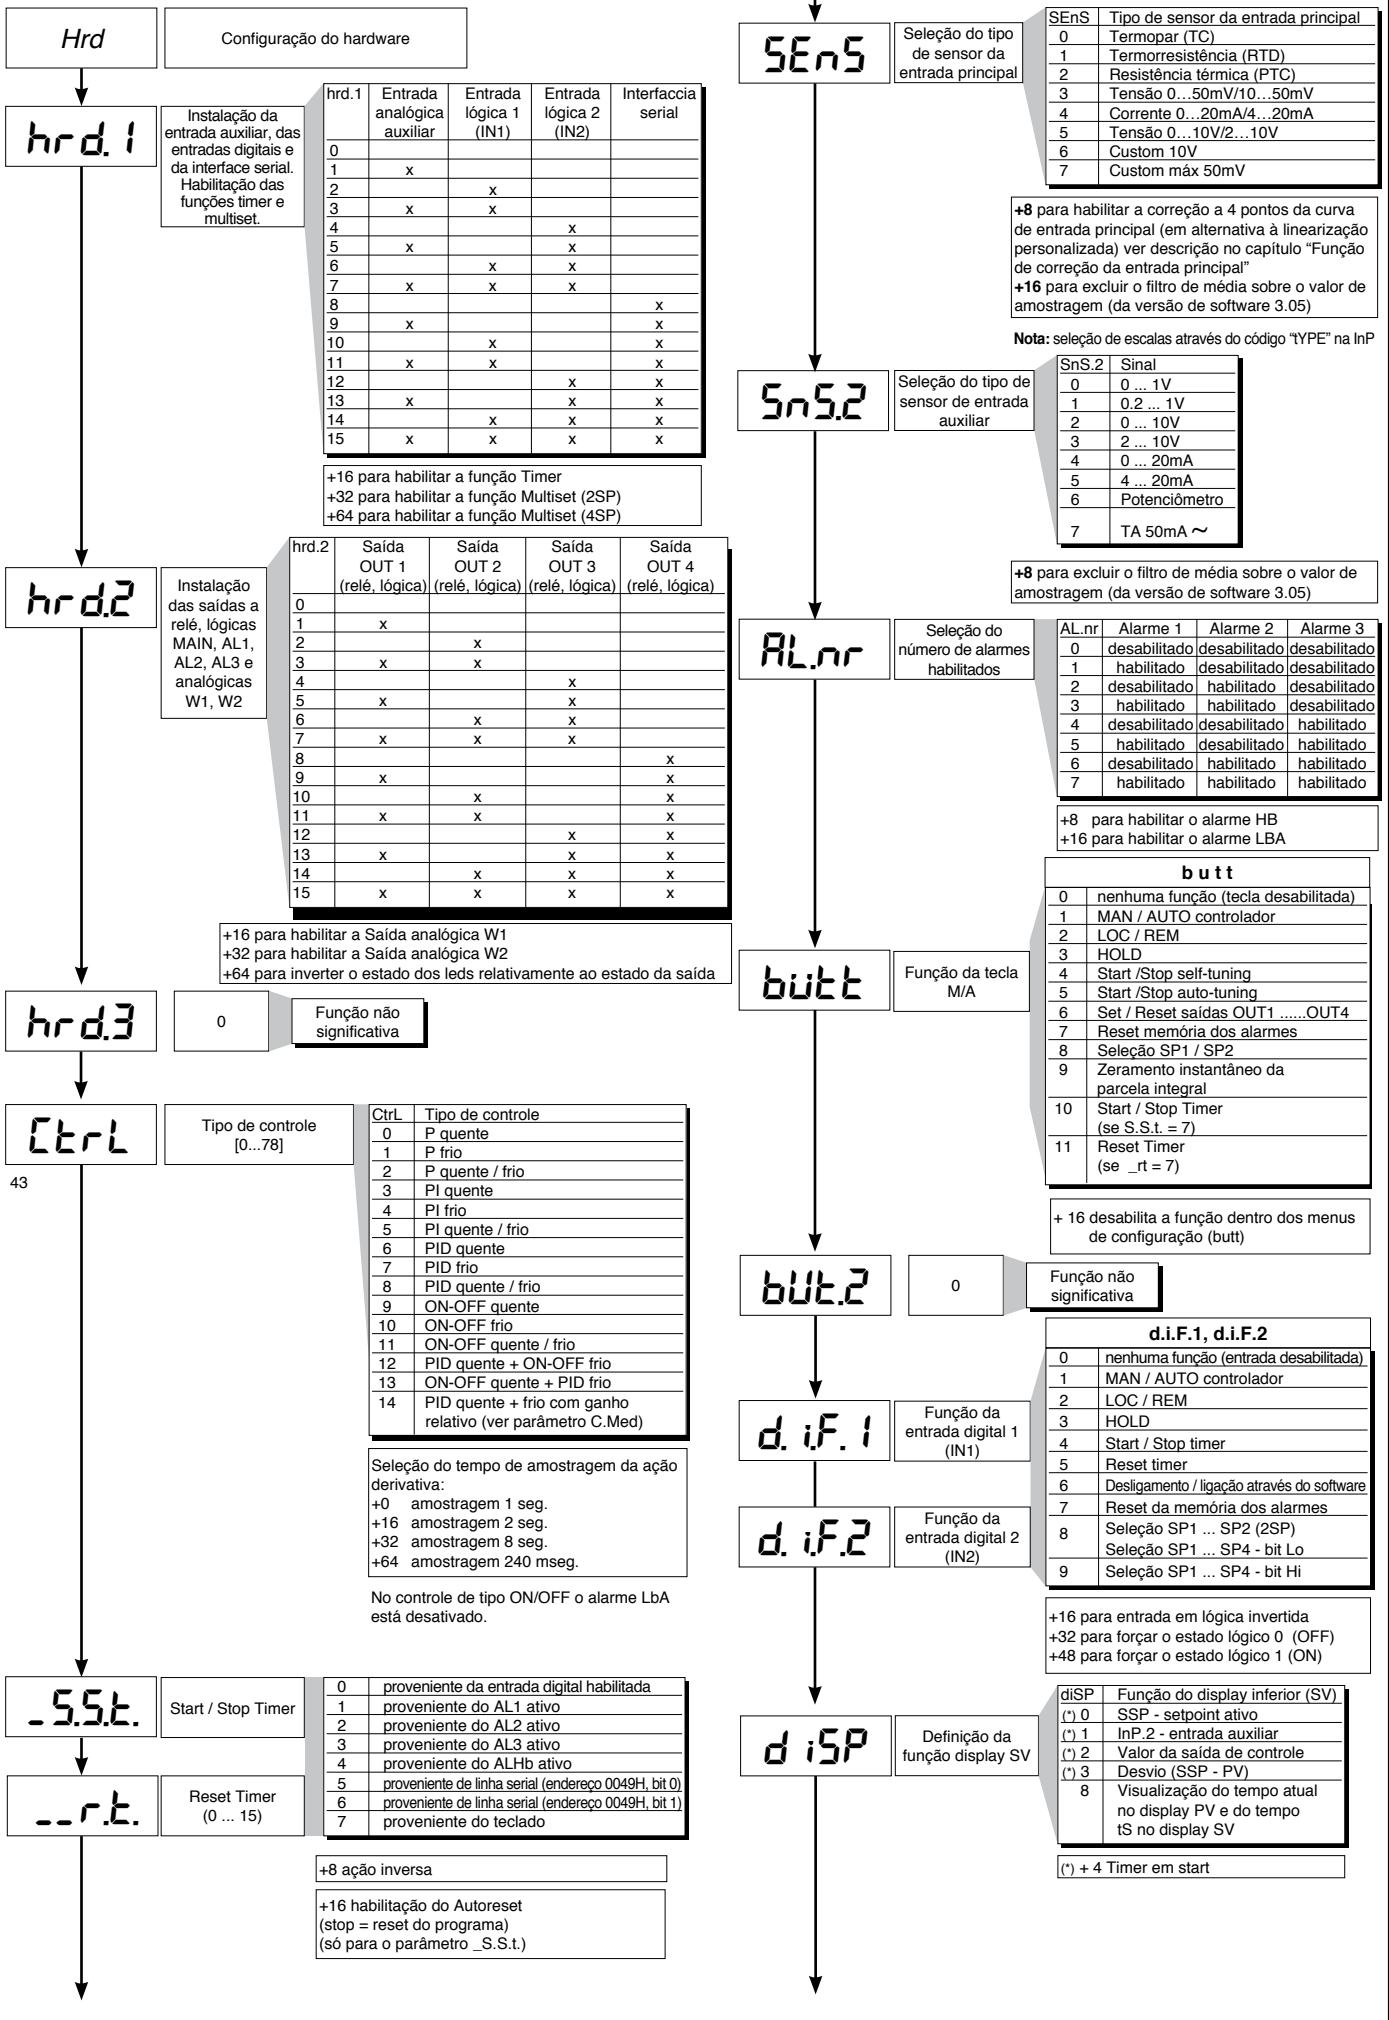 Hrd
Configuração do hardware
hrd.1
Instalação da
entrada auxiliar, das
entradas digitais e
da interface serial.
Habilitação das
funções timer e
multiset.
hrd.1 Entrada analógica auxiliar Entrada lógica 1 (IN1) Entrada lógica 2 (IN2) Interfaccia serial
0
1 x
2 x
3 x x
4 x
5 x x
6 x x
7 x x x
8 x
9 x x
10 x x
11 x x x
12 x x
13 x x x
14 x x x
15 x x x x
+16 para habilitar a função Timer
+32 para habilitar a função Multiset (2SP)
+64 para habilitar a função Multiset (4SP)
hrd.2
Instalação
das saídas a
relé, lógicas
MAIN, AL1,
AL2, AL3 e
analógicas
W1, W2
hrd.2 Saída OUT 1 (relé, lógica) Saída OUT 2 (relé, lógica) Saída OUT 3 (relé, lógica) Saída OUT 4 (relé, lógica)
0
1 x
2 x
3 x x
4 x
5 x x
6 x x
7 x x x
8 x
9 x x
10 x x
11 x x x
12 x x
13 x x x
14 x x x
15 x x x x
+16 para habilitar a Saída analógica W1
+32 para habilitar a Saída analógica W2
+64 para inverter o estado dos leds relativamente ao estado da saída
hrd.3
0
Função não
significativa
CtrL
43
Tipo de controle
[0...78]
CtrL Tipo de controle
0 P quente
1 P frio
2 P quente / frio
3 PI quente
4 PI frio
5 PI quente / frio
6 PID quente
7 PID frio
8 PID quente / frio
9 ON-OFF quente
10 ON-OFF frio
11 ON-OFF quente / frio
12 PID quente + ON-OFF frio
13 ON-OFF quente + PID frio
14 PID quente + frio com ganho
relativo (ver parâmetro C.Med)
Seleção do tempo de amostragem da ação
derivativa:
+0 amostragem 1 seg.
+16 amostragem 2 seg.
+32 amostragem 8 seg.
+64 amostragem 240 mseg.
No controle de tipo ON/OFF o alarme LbA
está desativado.
_S.S.t.
Start / Stop Timer
__r.t.
Reset Timer
(0 ... 15)
0 proveniente da entrada digital habilitada
1 proveniente do AL1 ativo
2 proveniente do AL2 ativo
3 proveniente do AL3 ativo
4 proveniente do ALHb ativo
5 proveniente de linha serial (endereço 0049H, bit 0)
6 proveniente de linha serial (endereço 0049H, bit 1)
7 proveniente do teclado
+8 ação inversa
+16 habilitação do Autoreset
(stop = reset do programa)
(só para o parâmetro _S.S.t.)
SEnS
Seleção do tipo
de sensor da
entrada principal
SEnS Tipo de sensor da entrada principal
0 Termopar (TC)
1 Termorresistência (RTD)
2 Resistência térmica (PTC)
3 Tensão 0…50mV/10…50mV
4 Corrente 0…20mA/4…20mA
5 Tensão 0…10V/2…10V
6 Custom 10V
7 Custom máx 50mV
+8 para habilitar a correção a 4 pontos da curva
de entrada principal (em alternativa à linearização
personalizada) ver descrição no capítulo “Função
de correção da entrada principal”
+16 para excluir o filtro de média sobre o valor de
amostragem (da versão de software 3.05)
Nota: seleção de escalas através do código “tYPE” na InP
SnS.2
Seleção do tipo de
sensor de entrada
auxiliar
SnS.2 Sinal
0 0 ... 1V
1 0.2 ... 1V
2 0 ... 10V
3 2 ... 10V
4 0 ... 20mA
5 4 ... 20mA
6 Potenciômetro
7 TA 50mA ~
+8 para excluir o filtro de média sobre o valor de
amostragem (da versão de software 3.05)
AL.nr
Seleção do
número de alarmes
habilitados
AL.nr Alarme 1 Alarme 2 Alarme 3
0 desabilitado desabilitado desabilitado
1 habilitado desabilitado desabilitado
2 desabilitado habilitado desabilitado
3 habilitado habilitado desabilitado
4 desabilitado desabilitado habilitado
5 habilitado desabilitado habilitado
6 desabilitado habilitado habilitado
7 habilitado habilitado habilitado
+8 para habilitar o alarme HB
+16 para habilitar o alarme LBA
butt
Função da tecla
M/A
b u t t
0 nenhuma função (tecla desabilitada)
1 MAN / AUTO controlador
2 LOC / REM
3 HOLD
4 Start /Stop self-tuning
5 Start /Stop auto-tuning
6 Set / Reset saídas OUT1 ......OUT4
7 Reset memória dos alarmes
8 Seleção SP1 / SP2
9 Zeramento instantâneo da
parcela integral
10 Start / Stop Timer
(se S.S.t. = 7)
11 Reset Timer
(se _rt = 7)
+ 16 desabilita a função dentro dos menus
de configuração (butt)
bUt.2
0
Função não
significativa
d.i.F.1
Função da
entrada digital 1
(IN1)
d.i.F.2
Função da
entrada digital 2
(IN2)
d.i.F.1, d.i.F.2
0 nenhuma função (entrada desabilitada)
1 MAN / AUTO controlador
2 LOC / REM
3 HOLD
4 Start / Stop timer
5 Reset timer
6 Desligamento / ligação através do software
7 Reset da memória dos alarmes
8 Seleção SP1 ... SP2 (2SP)
Seleção SP1 ... SP4 - bit Lo
9 Seleção SP1 ... SP4 - bit Hi
+16 para entrada em lógica invertida
+32 para forçar o estado lógico 0 (OFF)
+48 para forçar o estado lógico 1 (ON)
diSP
Definição da
função display SV
diSP Função do display inferior (SV)
(*) 0 SSP - setpoint ativo
(*) 1 InP.2 - entrada auxiliar
(*) 2 Valor da saída de controle
(*) 3 Desvio (SSP - PV)
8 Visualização do tempo atual
no display PV e do tempo
tS no display SV
(*) + 4 Timer em start